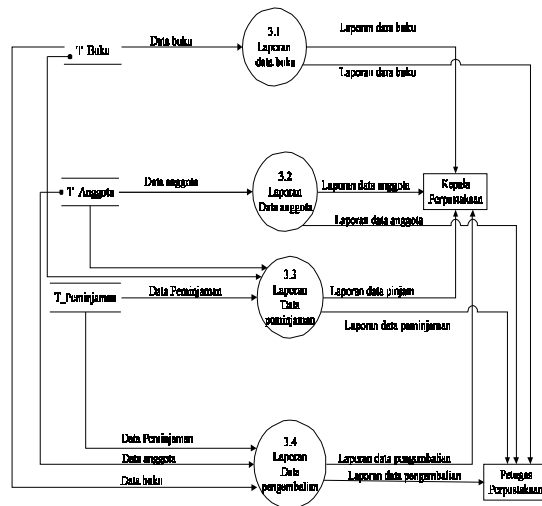 Data buku
T_Buku
3.1
Laporan
data buku
Laporan data buku
Laporan data buku
Data anggota
T_Anggota
3.2
Laporan
Data anggota
Laporan data anggota
Kepala
Perpustakaan
Laporan data anggota
Data Peminjaman
T_Peminjaman
3.3
Laporan
Data
peminjaman
Laporan data pinjam
Laporan data paminjaman
Data Peminjaman
Data anggota
Data buku
3.4
Laporan
Data
pengembalian
Laporan data pengambalian
Laporan data pengembalian
Petugas
Perpustakaan